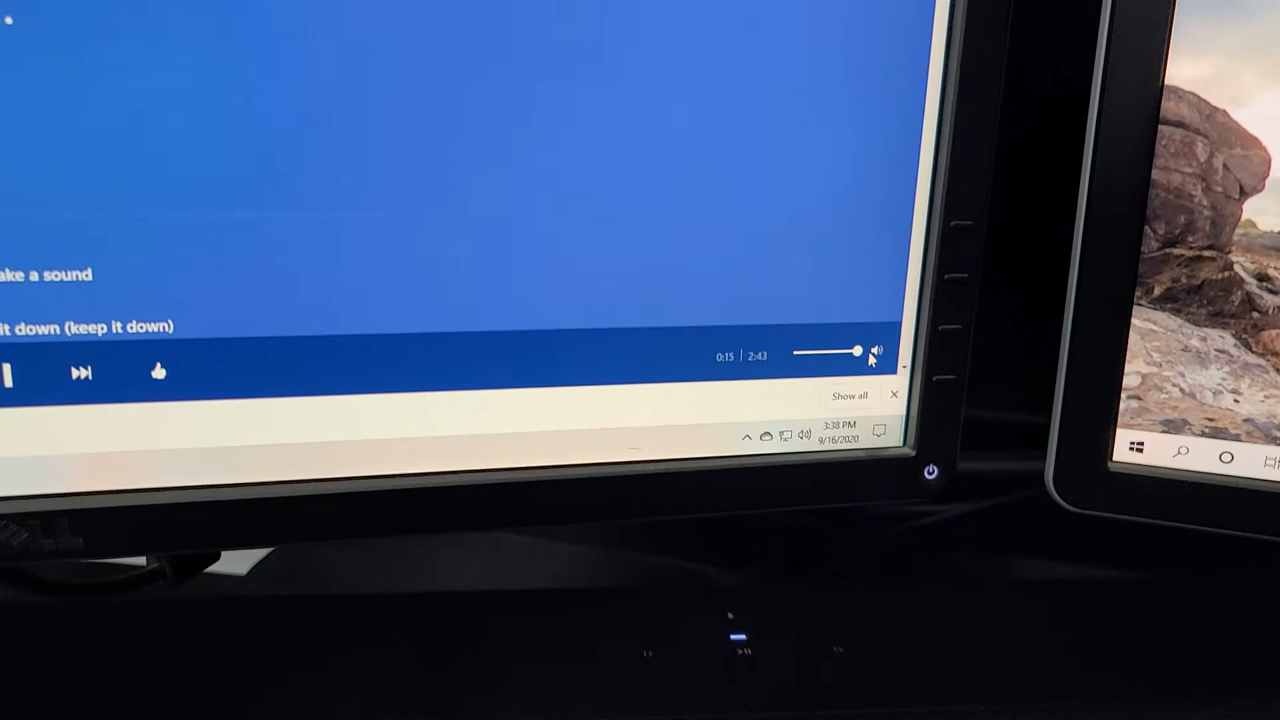 ake a sound
it down (keep it down)
0:15 | 2:43
Show all
3:38 PM
9/16/2020